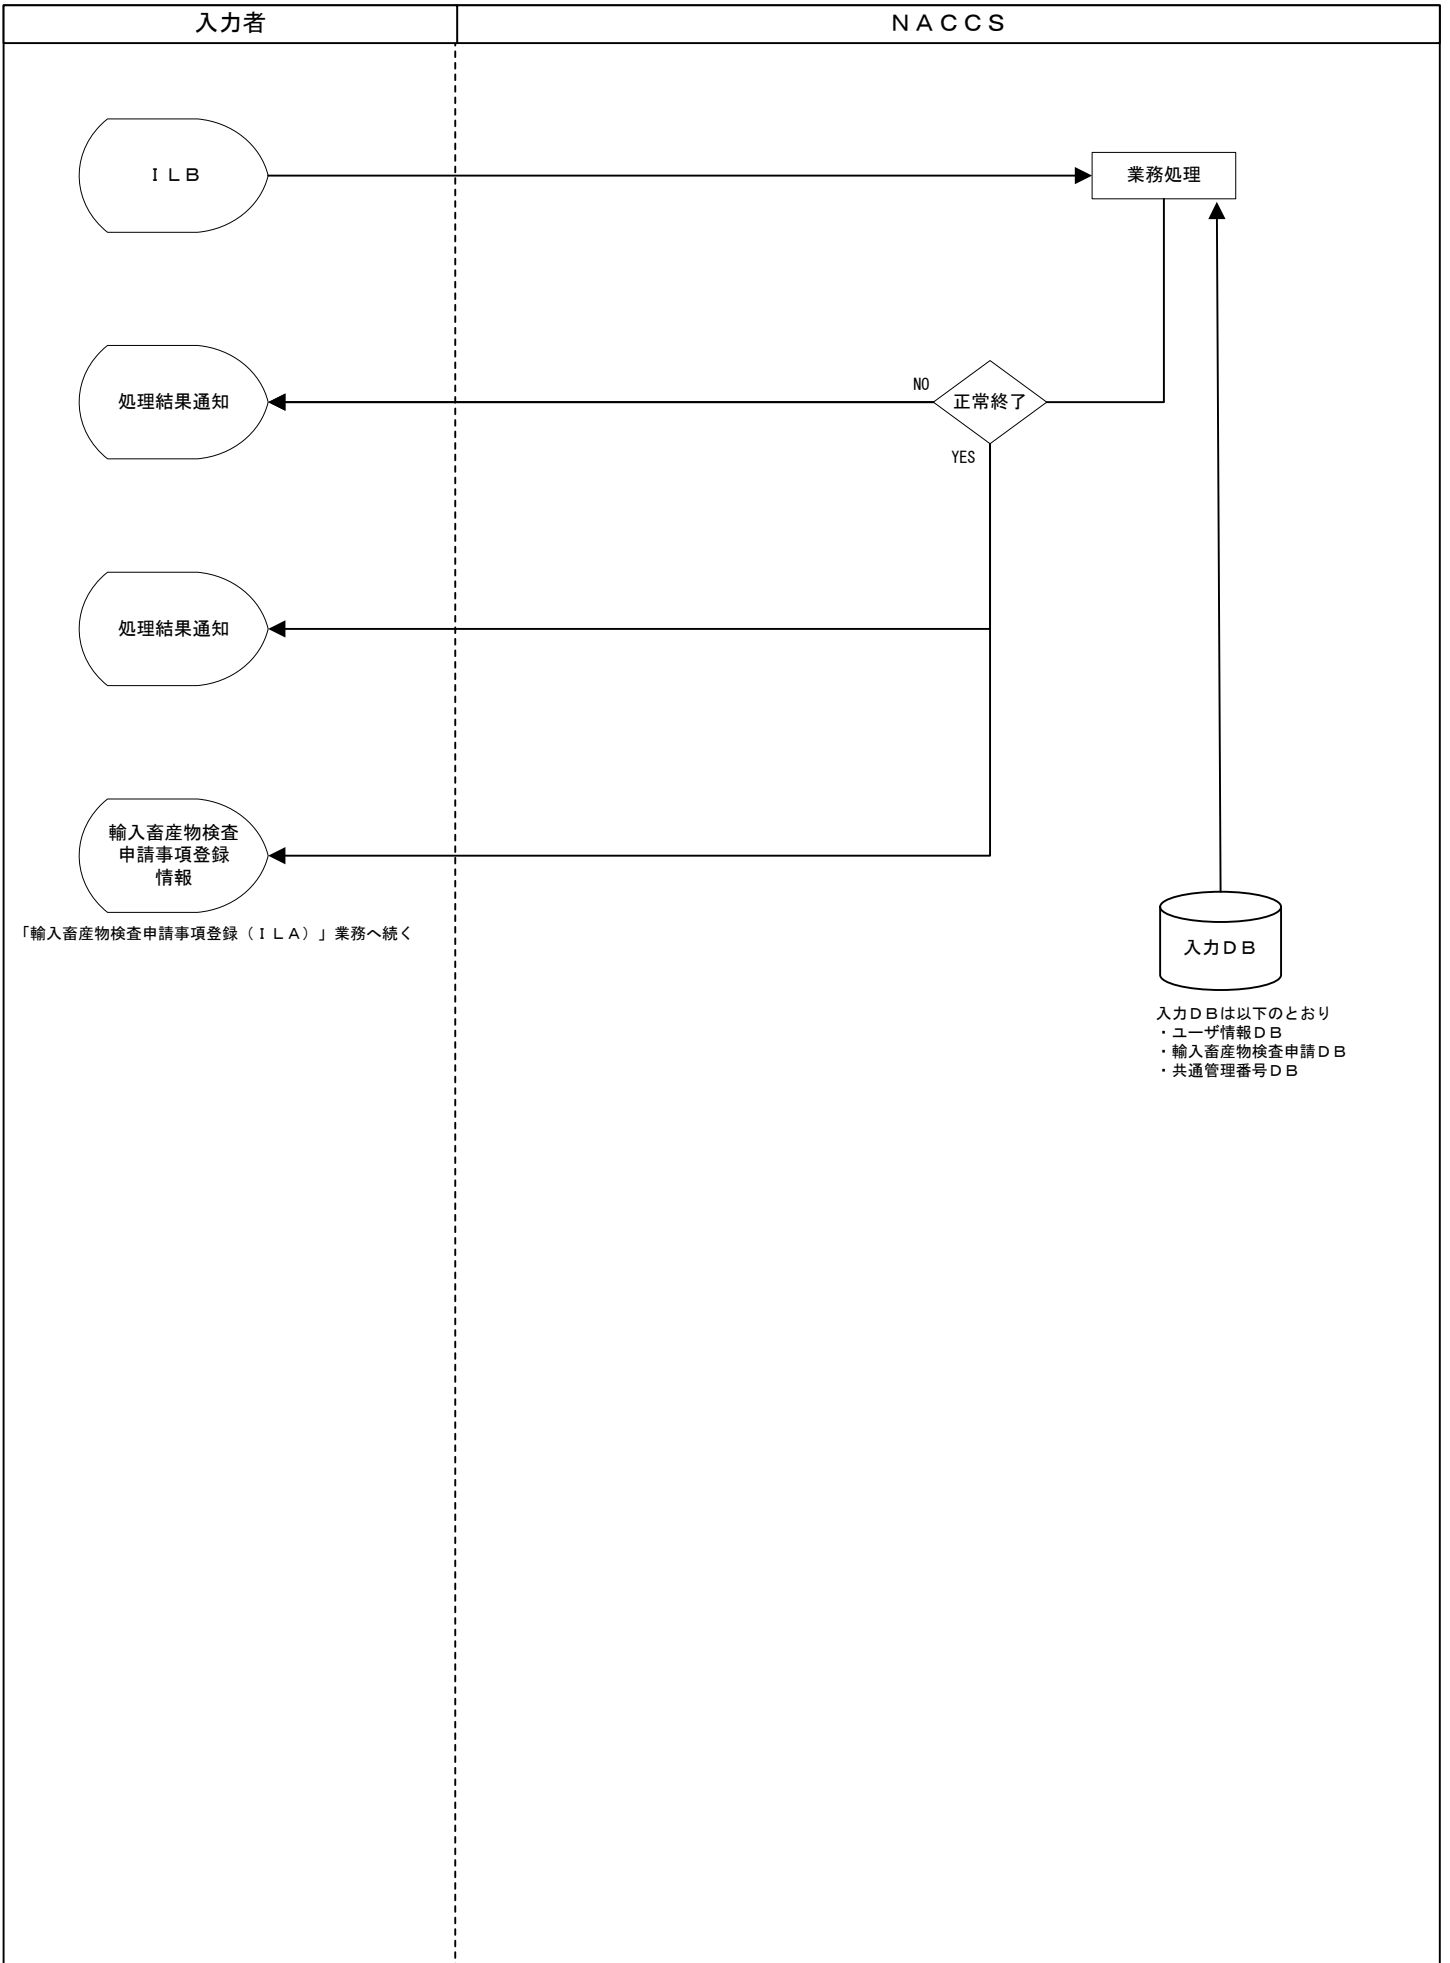 入力者
ＮＡＣＣＳ
ＩＬＢ
業務処理
処理結果通知
NO
正常終了
YES
処理結果通知
輸入畜産物検査
申請事項登録
情報
「輸入畜産物検査申請事項登録（ＩＬＡ）」業務へ続く
入力ＤＢ
入力ＤＢは以下のとおり
・ユーザ情報ＤＢ
・輸入畜産物検査申請ＤＢ
・共通管理番号ＤＢ